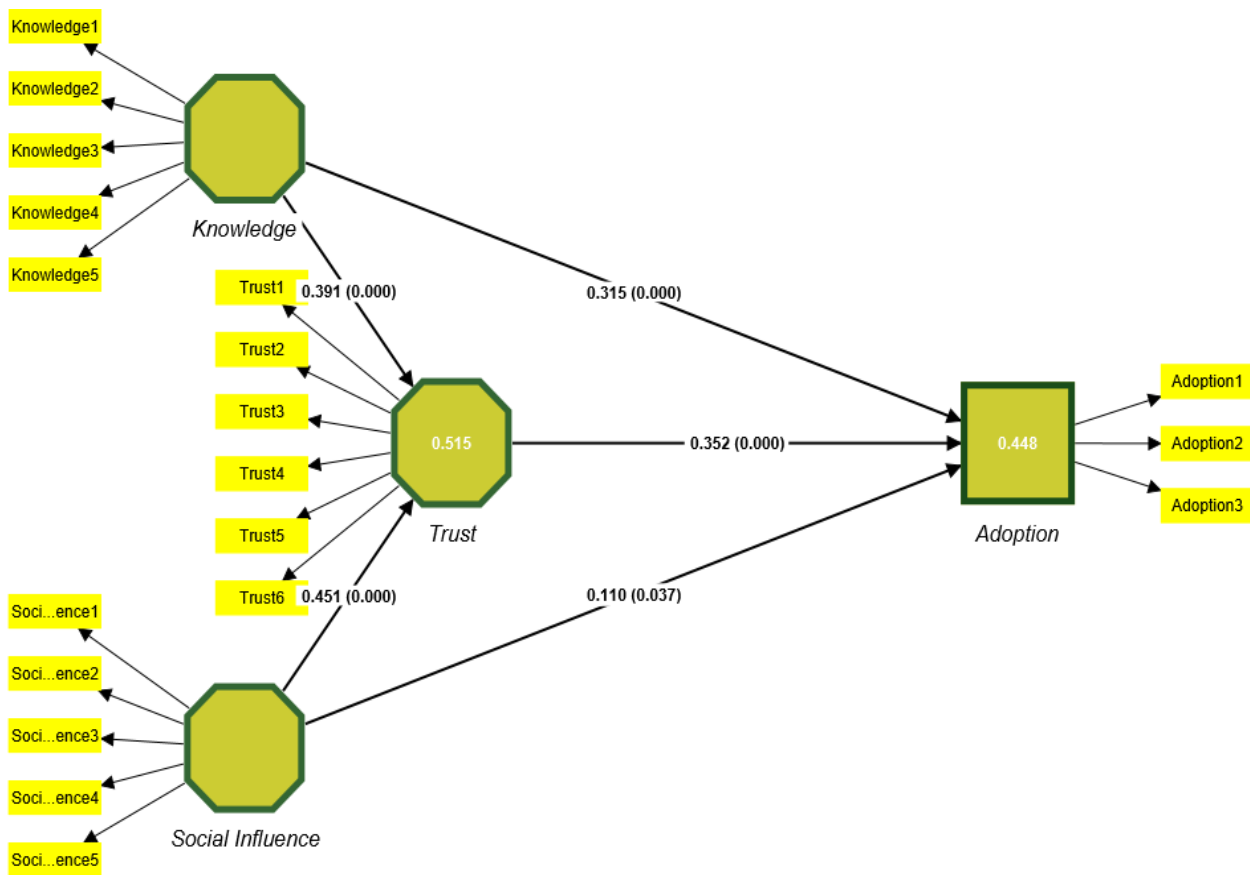 Knowledge1
Knowledge2
Knowledge3
Knowledge4
Knowledge5
Knowledge
Trust1
0.391 (0.000)
0.315 (0.000)
Trust2
Trust3
Trust4
Trust5
Trust6
0.515
Trust
0.352 (0.000)
0.448
Adoption
Adoption1
Adoption2
Adoption3
0.451 (0.000)
0.110 (0.037)
Soci...ence1
Soci...ence2
Soci...ence3
Soci...ence4
Soci...ence5
Social Influence